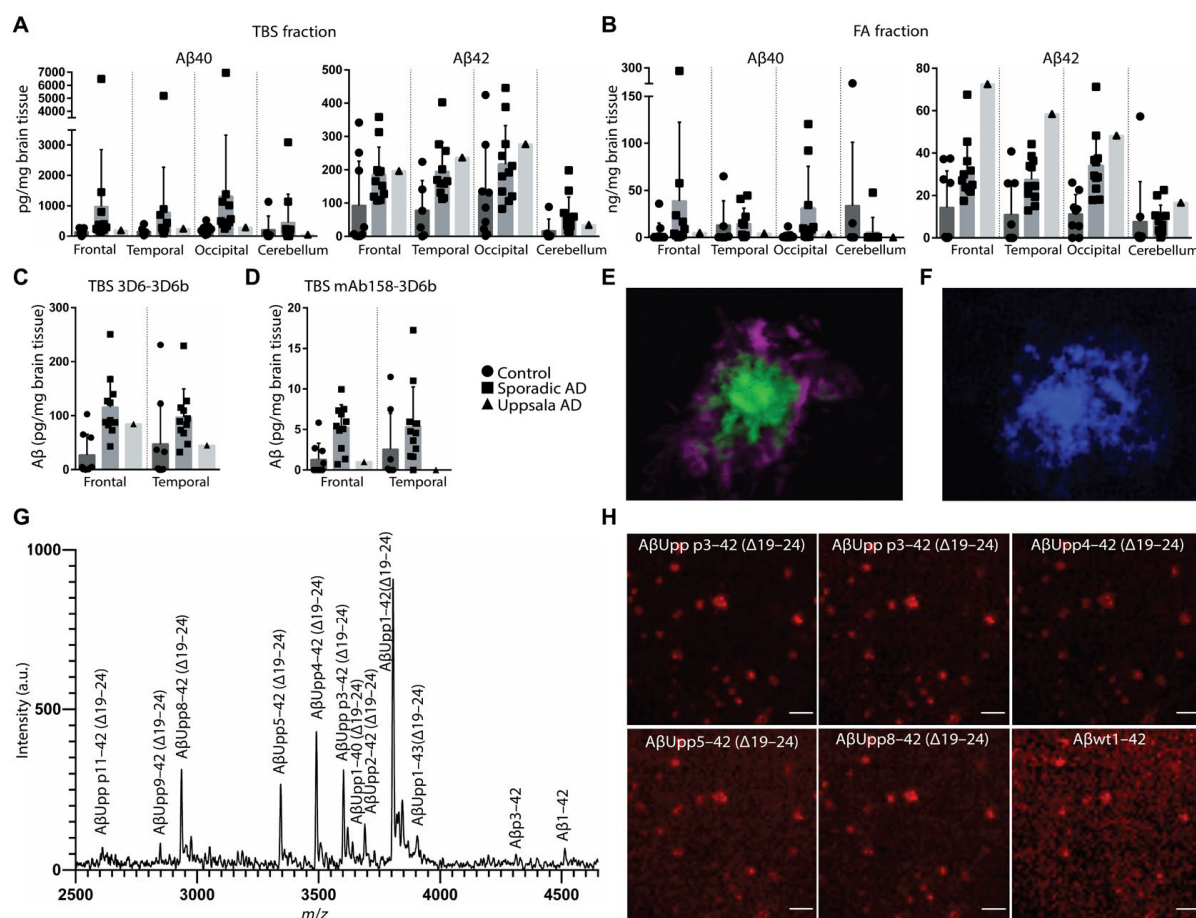 A
TBS fraction
Aβ40
Aβ42
pg/mg brain tissue
7000
6000
5000
4000
3000
2000
1000
0
Frontal Temporal Occipital Cerebellum
500
400
300
200
100
0
Frontal Temporal Occipital Cerebellum
B
FA fraction
Aβ40
Aβ42
ng/mg brain tissue
300
150
100
50
0
Frontal Temporal Occipital Cerebellum
80
60
40
20
0
Frontal Temporal Occipital Cerebellum
C
TBS 3D6-3D6b
Aβ (pg/mg brain tissue)
300
200
100
0
Frontal Temporal
D
TBS mAb158-3D6b
Aβ (pg/mg brain tissue)
20
15
10
5
0
Frontal Temporal
Control
Sporadic AD
Uppsala AD
E
F
G
Intensity (a.u.)
1000
500
0
2500 3000 3500 4000 4500
m/z
AβUpp p11–42 (Δ19–24)
AβUpp9–42 (Δ19–24)
AβUpp8–42 (Δ19–24)
AβUpp5–42 (Δ19–24)
AβUpp4–42 (Δ19–24)
AβUpp p3–42 (Δ19–24)
AβUpp1–40 (Δ19–24)
AβUpp2–42 (Δ19–24)
AβUpp1–42(Δ19–24)
AβUpp1–43(Δ19–24)
Aβp3–42
Aβ1–42
H
AβUpp p3–42 (Δ19–24)
AβUpp p3–42 (Δ19–24)
AβUpp4–42 (Δ19–24)
AβUpp5–42 (Δ19–24)
AβUpp8–42 (Δ19–24)
Aβwt1–42